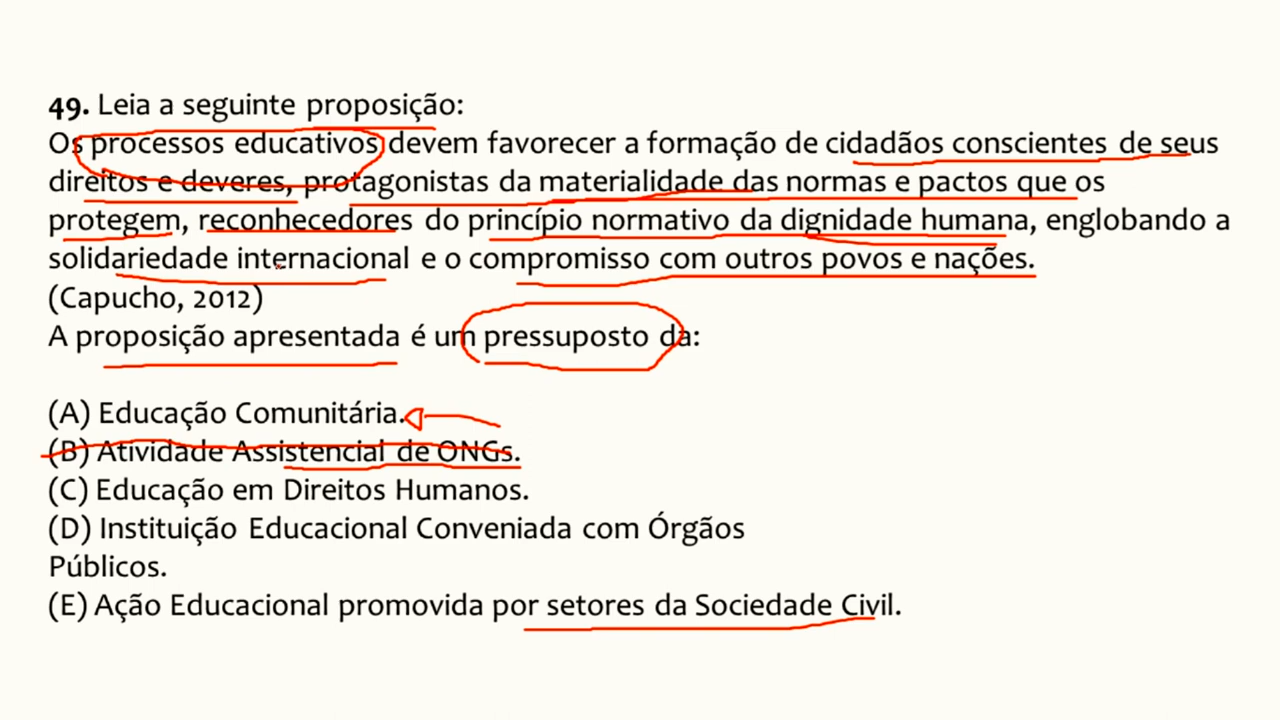 49. Leia a seguinte proposição:
Os processos educativos devem favorecer a formação de cidadãos conscientes de seus
direitos e deveres, protagonistas da materialidade das normas e pactos que os
protegem, reconhecedores do princípio normativo da dignidade humana, englobando a
solidariedade internacional e o compromisso com outros povos e nações.
(Capucho, 2012)
A proposição apresentada é um pressuposto da:
(A) Educação Comunitária.
(B) Atividade Assistencial de ONGs.
(C) Educação em Direitos Humanos.
(D) Instituição Educacional Conveniada com Órgãos
Públicos.
(E) Ação Educacional promovida por setores da Sociedade Civil.